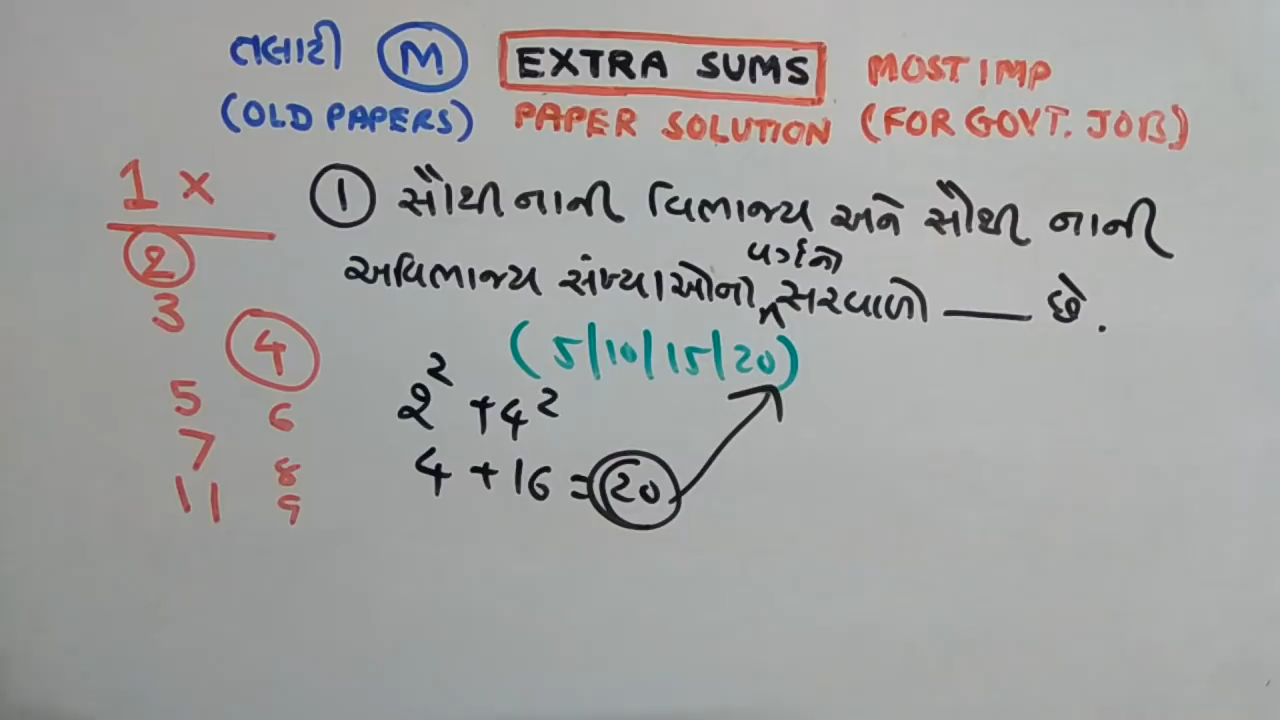 તલાટી M EXTRA SUMS MOST IMP
(OLD PAPERS) PAPER SOLUTION (FOR GOVT. JOB)
1 x
① સૌથી નાની વિભાજ્ય અને સૌથી નાની
2
વર્ગનો
અવિભાજ્ય સંખ્યાઓનો ^ સરવાળો ___ છે.
3
(5/10/15/20)
4
2² + 4²
5 6
4 + 16 = 20
7 8
11 9